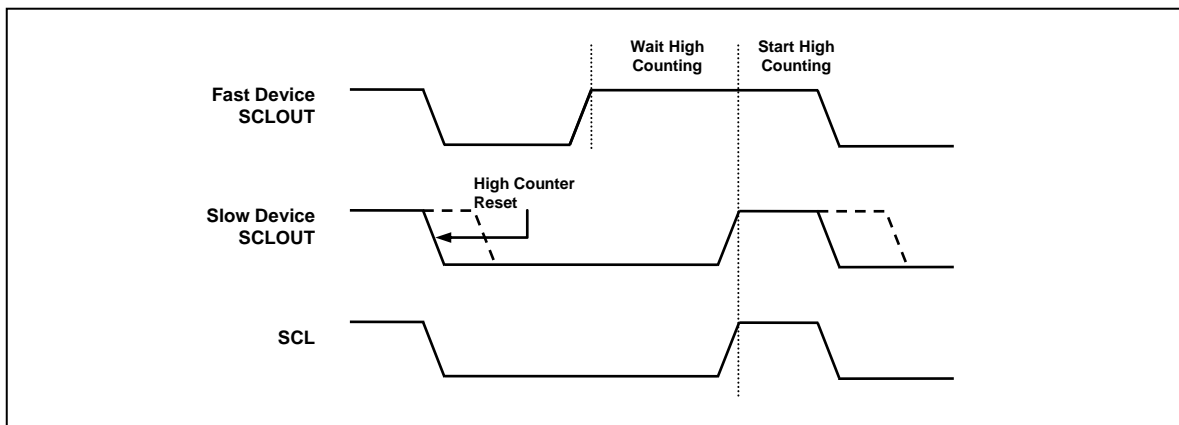 Wait High
Counting
Start High
Counting
Fast Device
SCLOUT
High Counter
Reset
Slow Device
SCLOUT
SCL